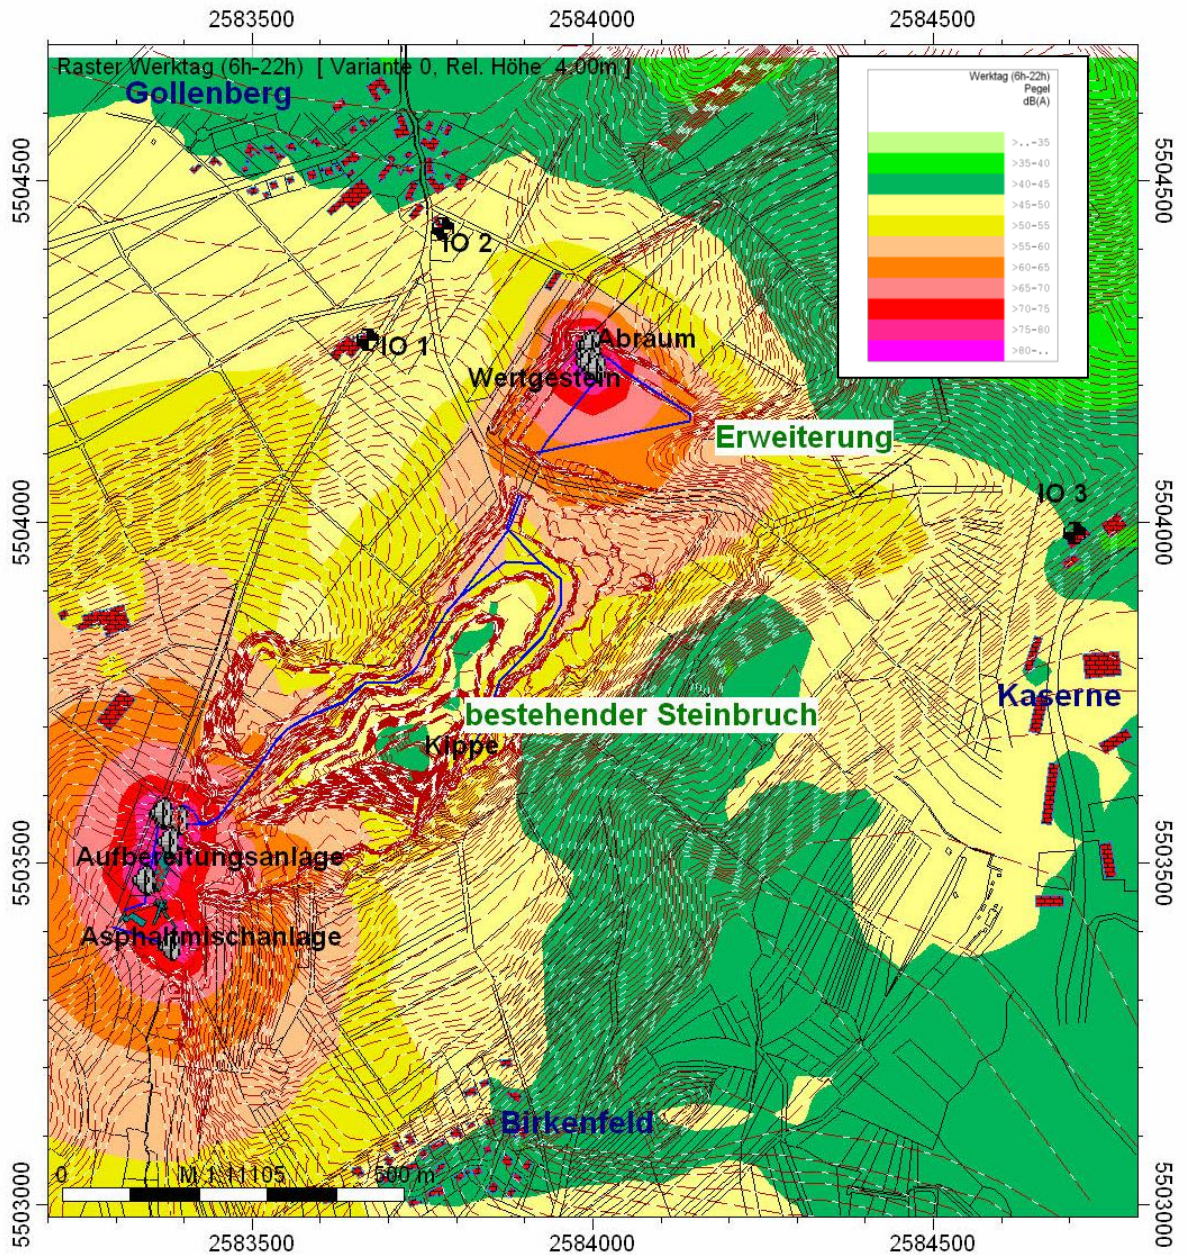 2583500 2584000 2584500
Raster Werktag (6h-22h) [ Variante 0, Rel. Höhe 4.00m ]
Gollenberg
Werktag (6h-22h)
Pegel
dB(A)
>..-35
>35-40
>40-45
>45-50
>50-55
>55-60
>60-65
>65-70
>70-75
>75-80
>80-..
5504500 5504500
IO 2
IO 1
Abraum
Wertgestein
Erweiterung
IO 3
5504000 5504000
Kaserne
bestehender Steinbruch
Kippe
Aufbereitungsanlage
5503500 5503500
Asphaltmischanlage
Birkenfeld
0 M 1:11105 500 m
5503000 5503000
2583500 2584000 2584500